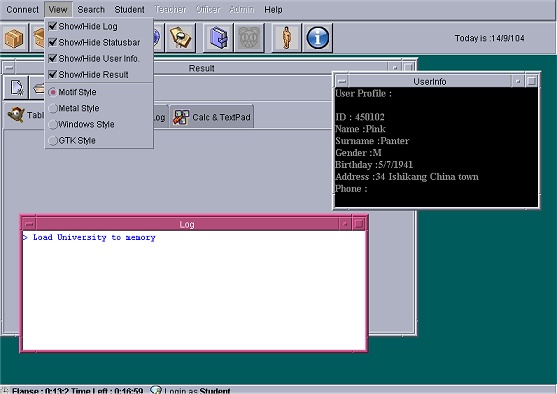 Connect View Search Student Teacher Officer Admin Help
Show/Hide Log
Show/Hide Statusbar
Show/Hide User Info.
Show/Hide Result
Motif Style
Metal Style
Windows Style
GTK Style
Today is :14/9/104
Result
Calc & TextPad
UserInfo
User Profile :
ID : 450102
Name :Pink
Surname :Panter
Gender :M
Birthday :5/7/1941
Address :34 Ishikang China town
Phone :
Log
> Load University to memory
Elapse : 0:13:2 Time Left : 0:16:59 Login as Student